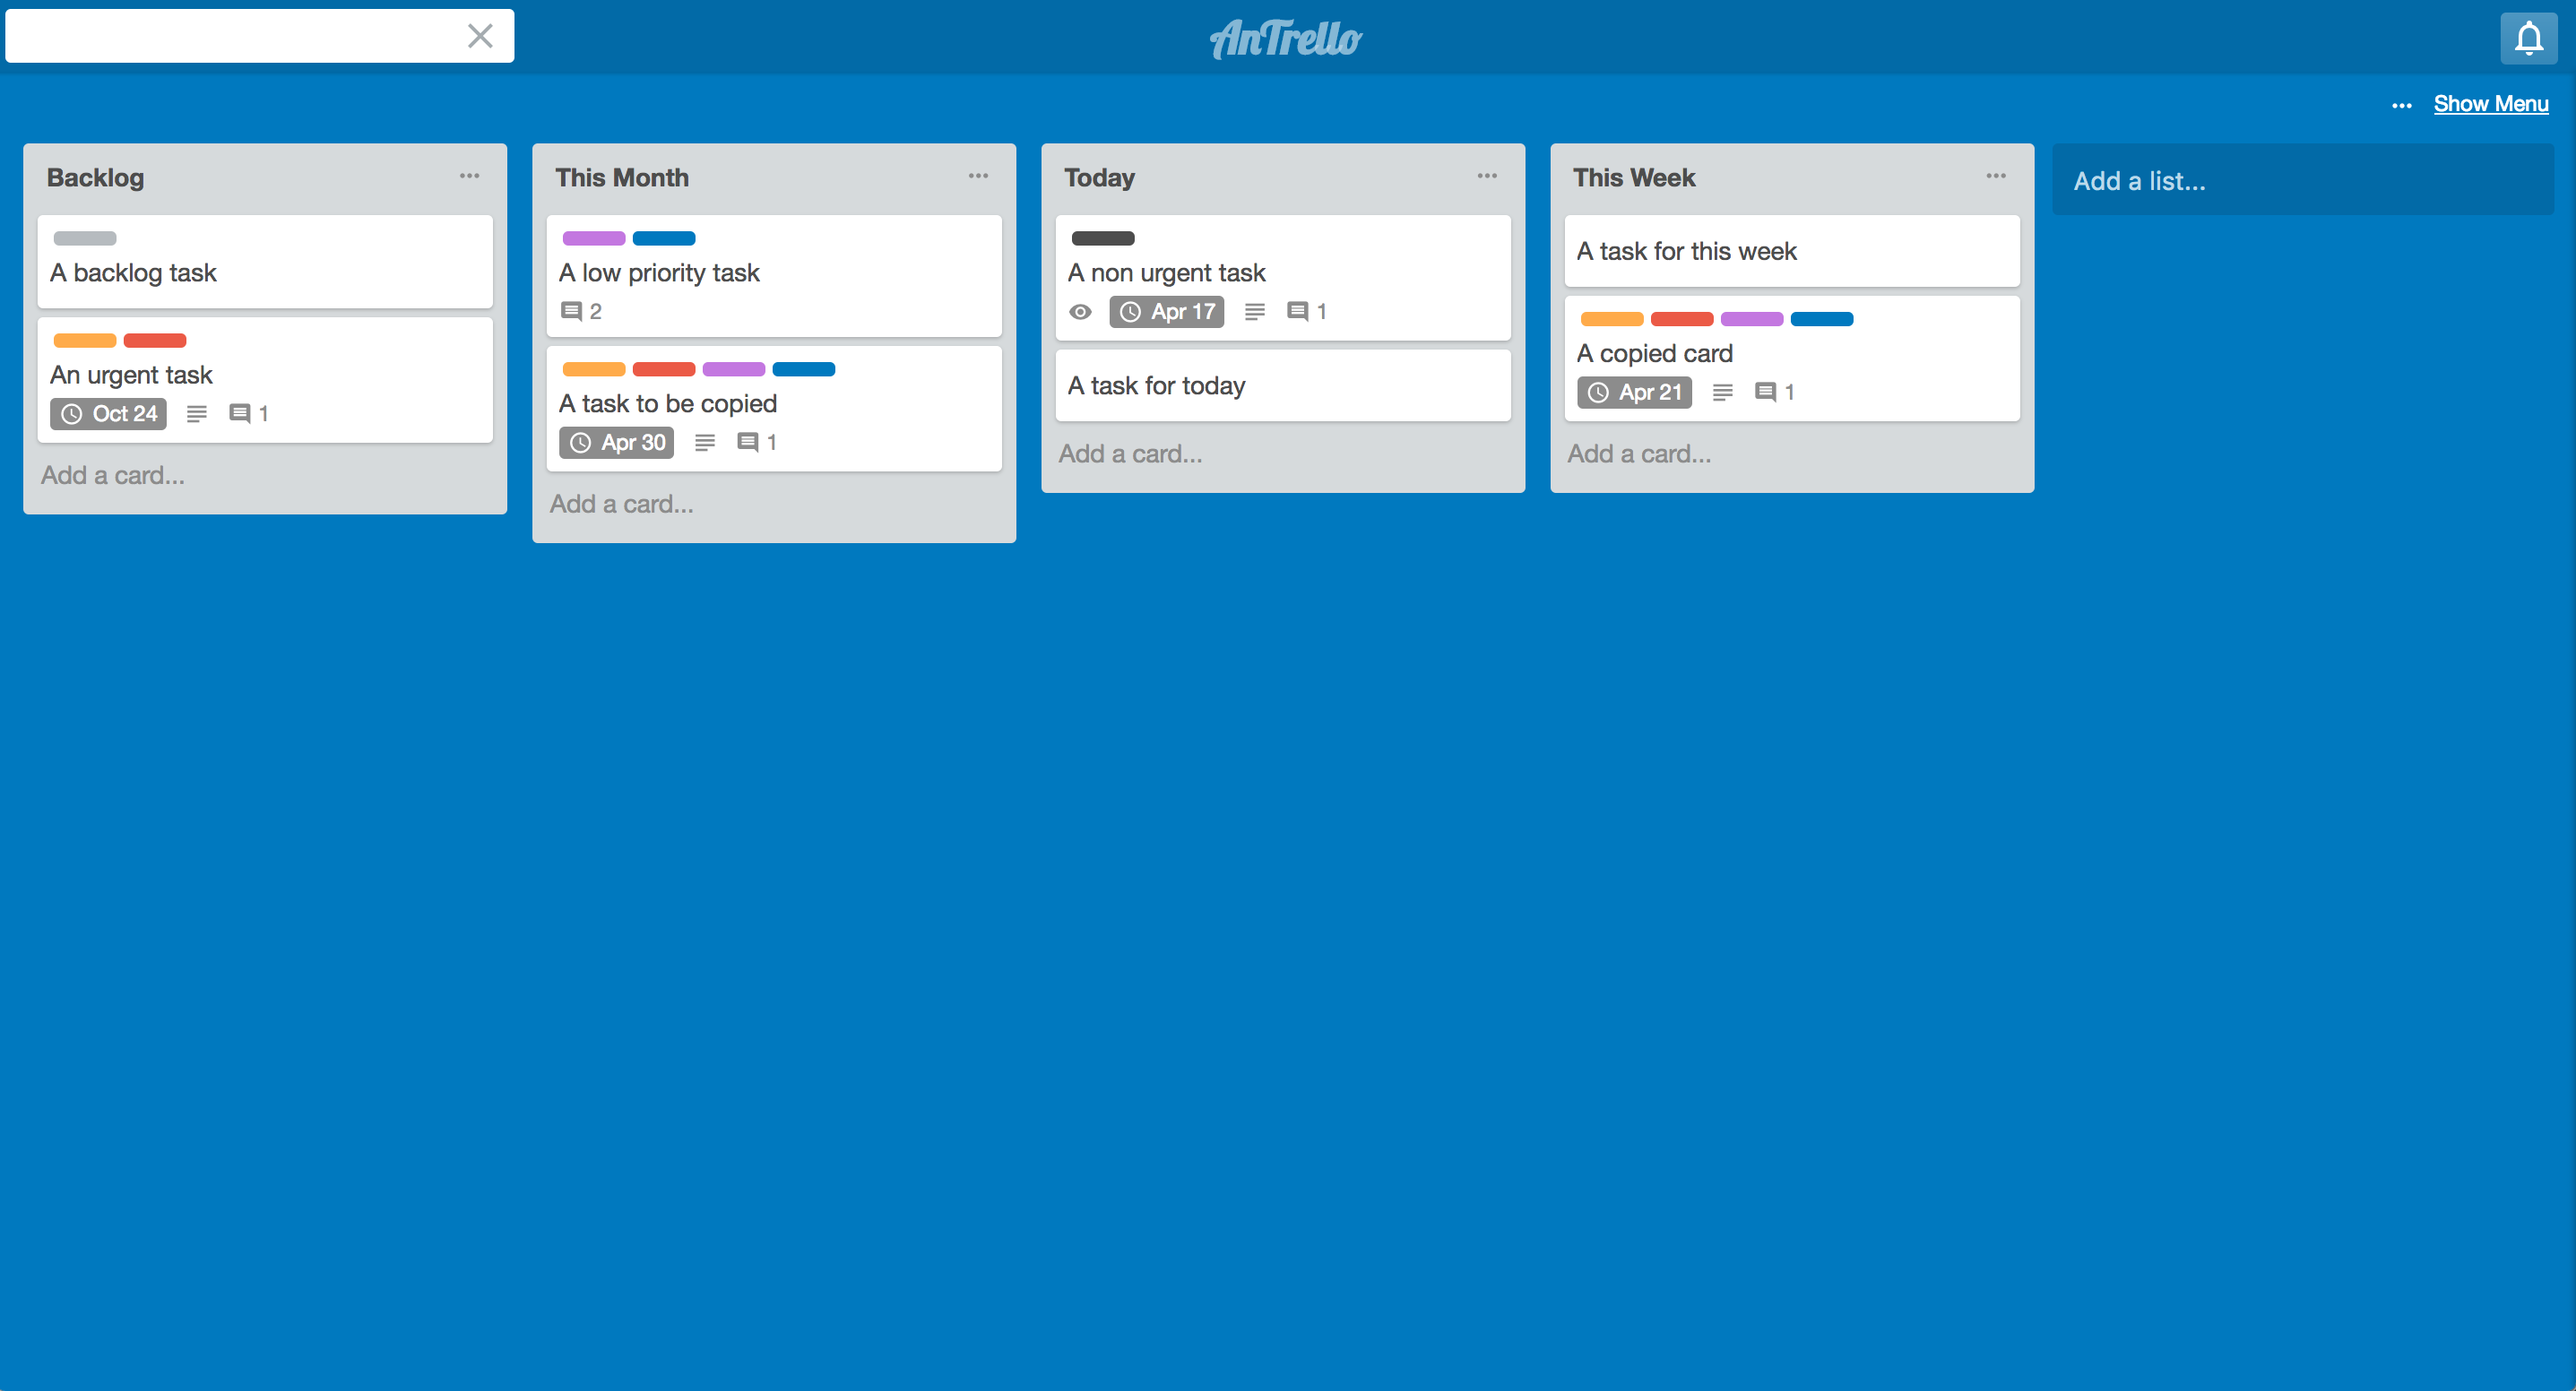 AnTrello
... Show Menu
Backlog ...
A backlog task
An urgent task
Oct 24 1
Add a card...
This Month ...
A low priority task
2
A task to be copied
Apr 30 1
Add a card...
Today ...
A non urgent task
Apr 17 1
A task for today
Add a card...
This Week ...
A task for this week
A copied card
Apr 21 1
Add a card...
Add a list...